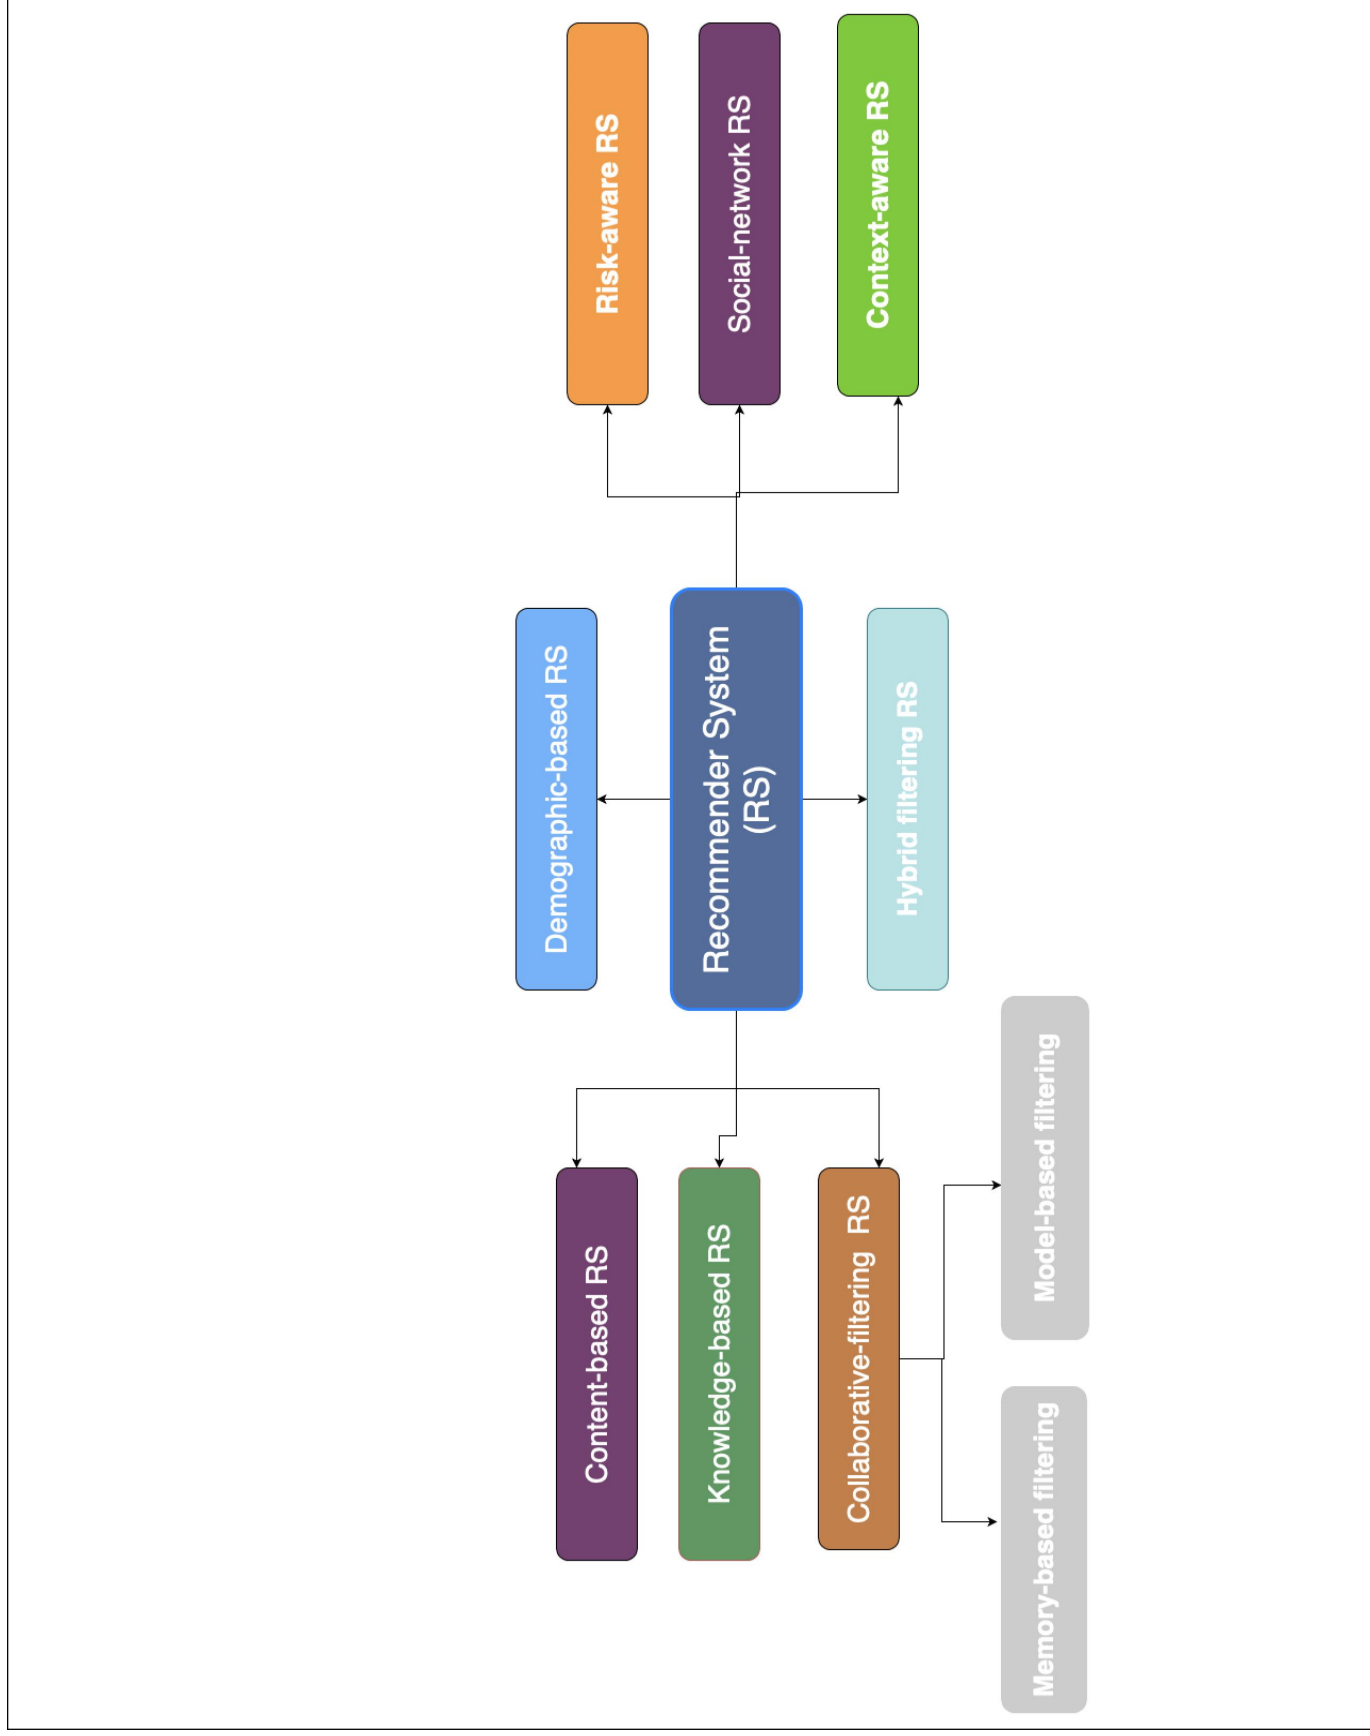 Demographic-based RS
Content-based RS
Risk-aware RS
Knowledge-based RS
Recommender System
(RS)
Social-network RS
Collaborative-filtering RS
Hybrid filtering RS
Context-aware RS
Memory-based filtering
Model-based filtering